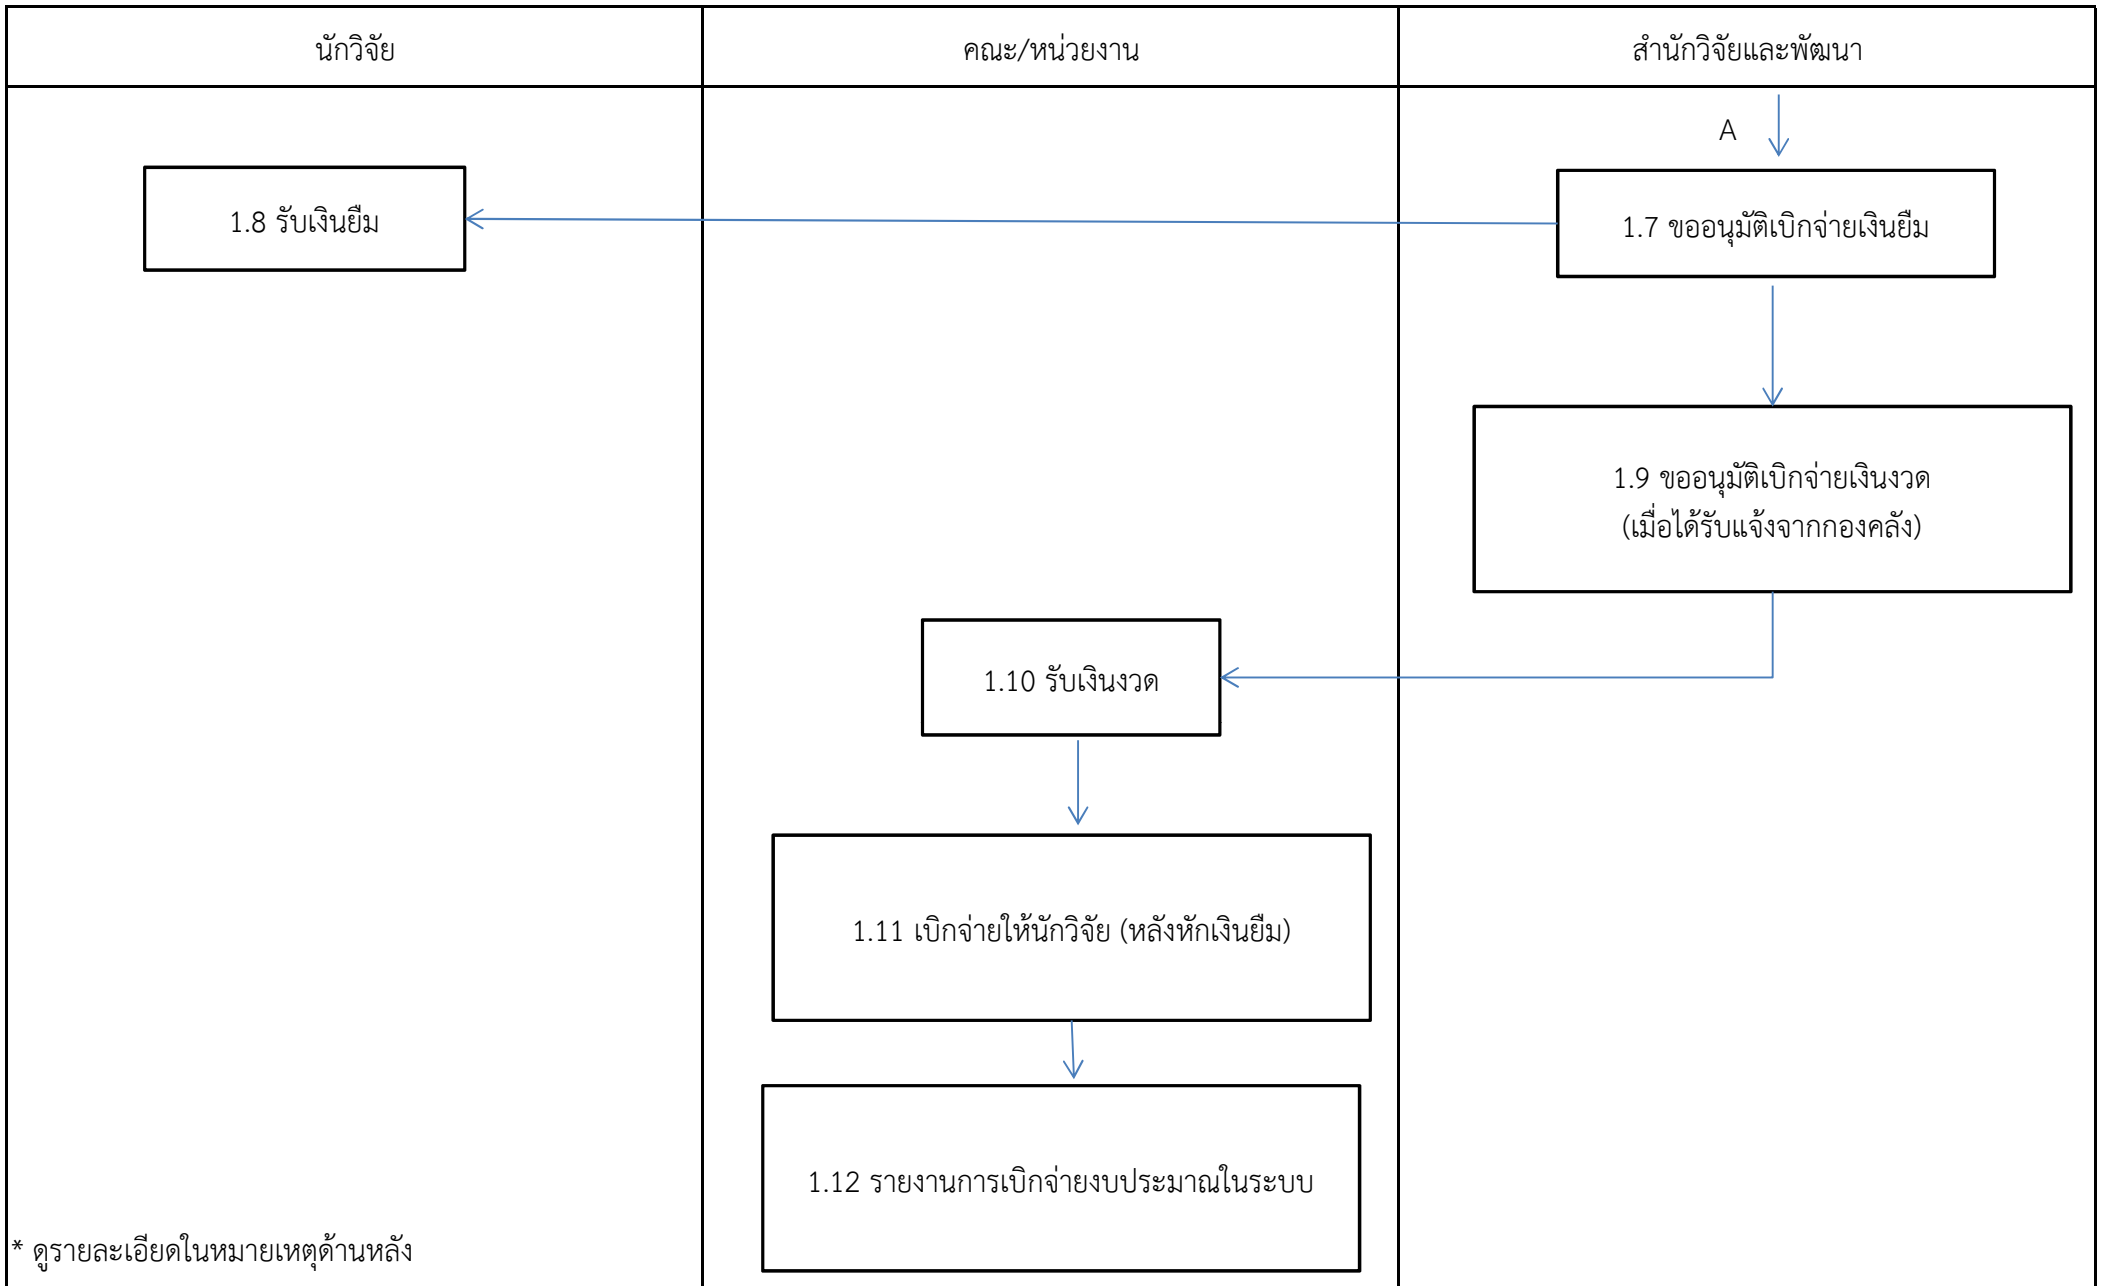 นักวิจัย
คณะ/หน่วยงาน
สำนักวิจัยและพัฒนา
A
1.8 รับเงินยืม
1.7 ขออนุมัติเบิกจ่ายเงินยืม
1.9 ขออนุมัติเบิกจ่ายเงินงวด
(เมื่อได้รับแจ้งจากกองคลัง)
1.10 รับเงินงวด
1.11 เบิกจ่ายให้นักวิจัย (หลังหักเงินยืม)
1.12 รายงานการเบิกจ่ายงบประมาณในระบบ
* ดูรายละเอียดในหมายเหตุด้านหลัง